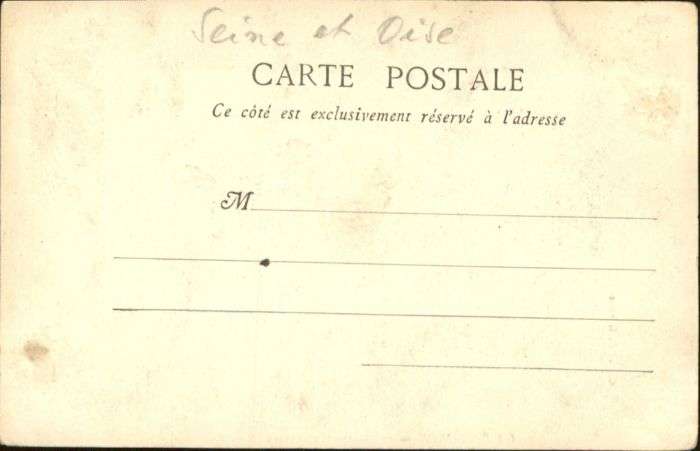 Seine et Oise
CARTE POSTALE
Ce côté est exclusivement réservé à l'adresse
M